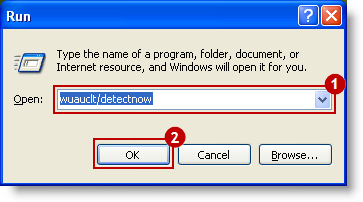 Run
Type the name of a program, folder, document, or
Internet resource, and Windows will open it for you.
1
Open:
wuauclt/detectnow
2
OK
Cancel
Browse...